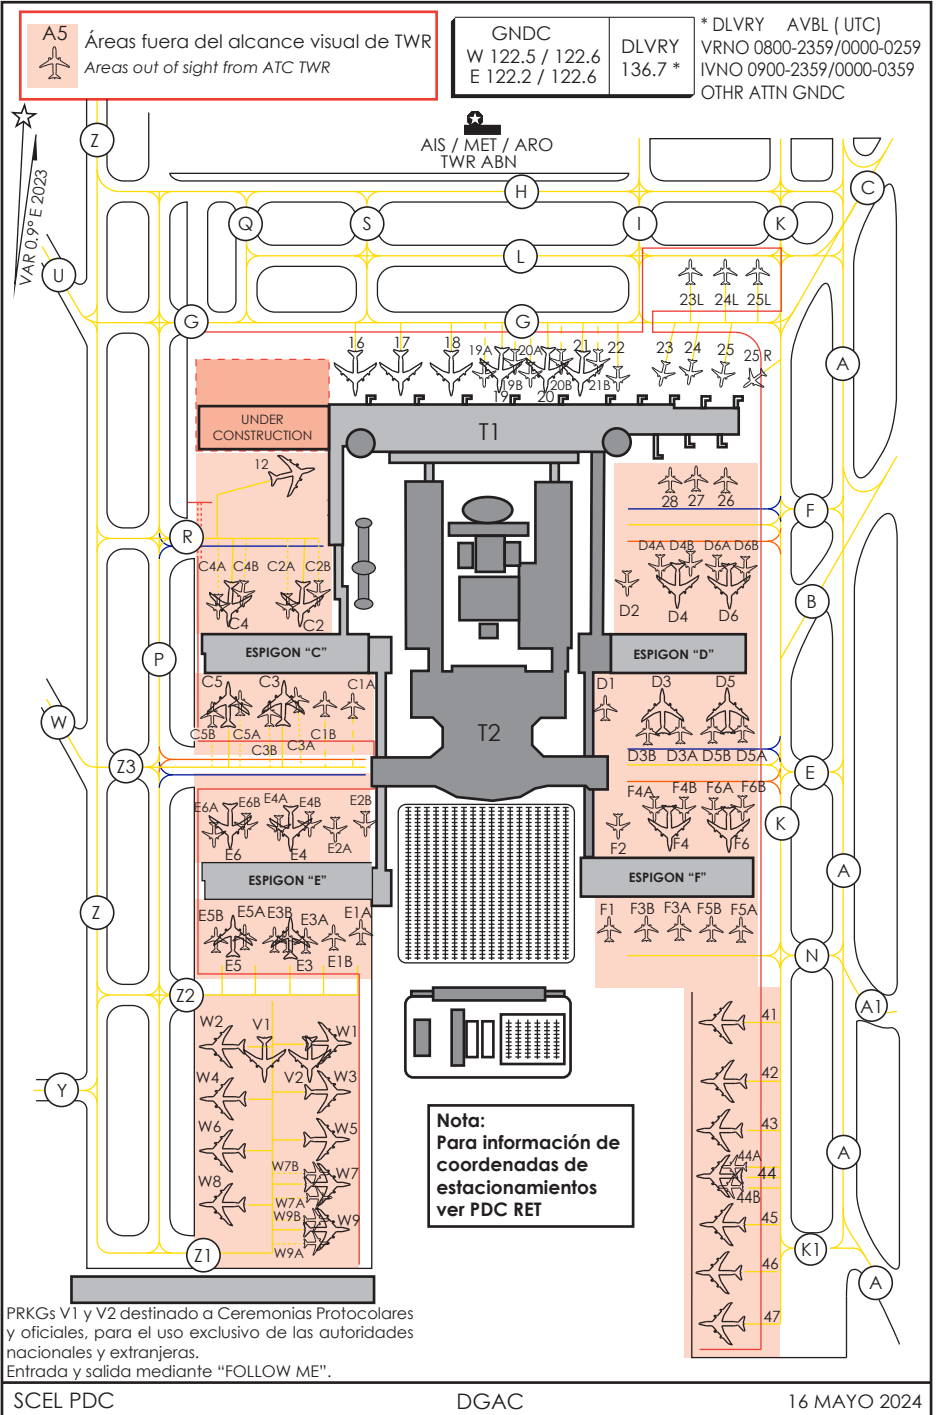 A5
Áreas fuera del alcance visual de TWR
Areas out of sight from ATC TWR
GNDC
W 122.5 / 122.6
E 122.2 / 122.6
DLVRY
136.7 *
* DLVRY AVBL ( UTC)
VRNO 0800-2359/0000-0259
IVNO 0900-2359/0000-0359
OTHR ATTN GNDC
AIS / MET / ARO
TWR ABN
VAR 0.9° E 2023
Z
H
C
Q
S
I
K
L
U
23L
24L
25L
G
G
16
17
18
19A
20A
21
22
23
24
25
25 R
19B
20B
21B
19
20
A
UNDER
CONSTRUCTION
T1
12
28
27
26
F
R
C4A
C4B
C2A
C2B
D4A
D4B
D6A
D6B
D2
D4
D6
B
C4
C2
ESPIGON “C”
ESPIGON “D”
P
C5
C3
C1A
D1
D3
D5
W
C5B
C5A
C3B
C3A
C1B
T2
D3B
D3A
D5B
D5A
Z3
E
E6A
E6B
E4A
E4B
E2B
F4A
F4B
F6A
F6B
E6
E4
E2A
F2
F4
F6
K
ESPIGON “E”
ESPIGON “F”
A
Z
E5B
E5A
E3B
E3A
E1A
F1
F3B
F3A
F5B
F5A
E5
E3
E1B
N
Z2
A1
W2
V1
W1
41
W4
V2
W3
42
Y
W6
W5
43
W8
W7B
W7
44A
44
44B
A
W7A
W9B
W9
45
W9A
Z1
K1
46
A
47
Nota:
Para información de
coordenadas de
estacionamientos
ver PDC RET
PRKGs V1 y V2 destinado a Ceremonias Protocolares
y oficiales, para el uso exclusivo de las autoridades
nacionales y extranjeras.
Entrada y salida mediante “FOLLOW ME”.
SCEL PDC
DGAC
16 MAYO 2024